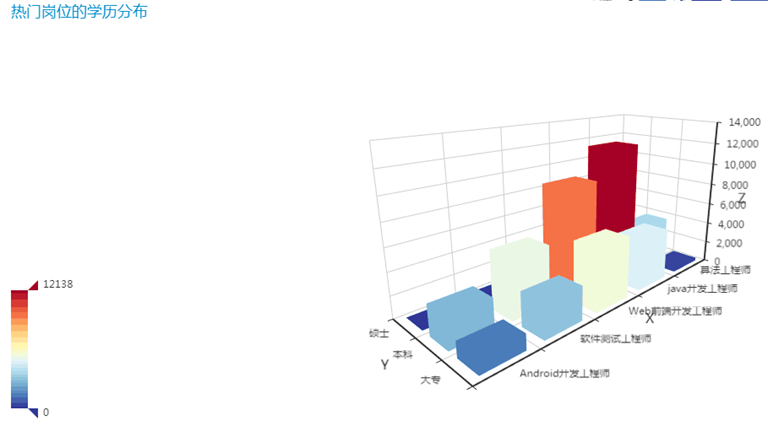 热门岗位的学历分布
14,000
12,000
10,000
8,000
6,000
4,000
2,000
0
Z
算法工程师
java开发工程师
Web前端开发工程师
X
软件测试工程师
Android开发工程师
硕士
本科
大专
Y
12138
0